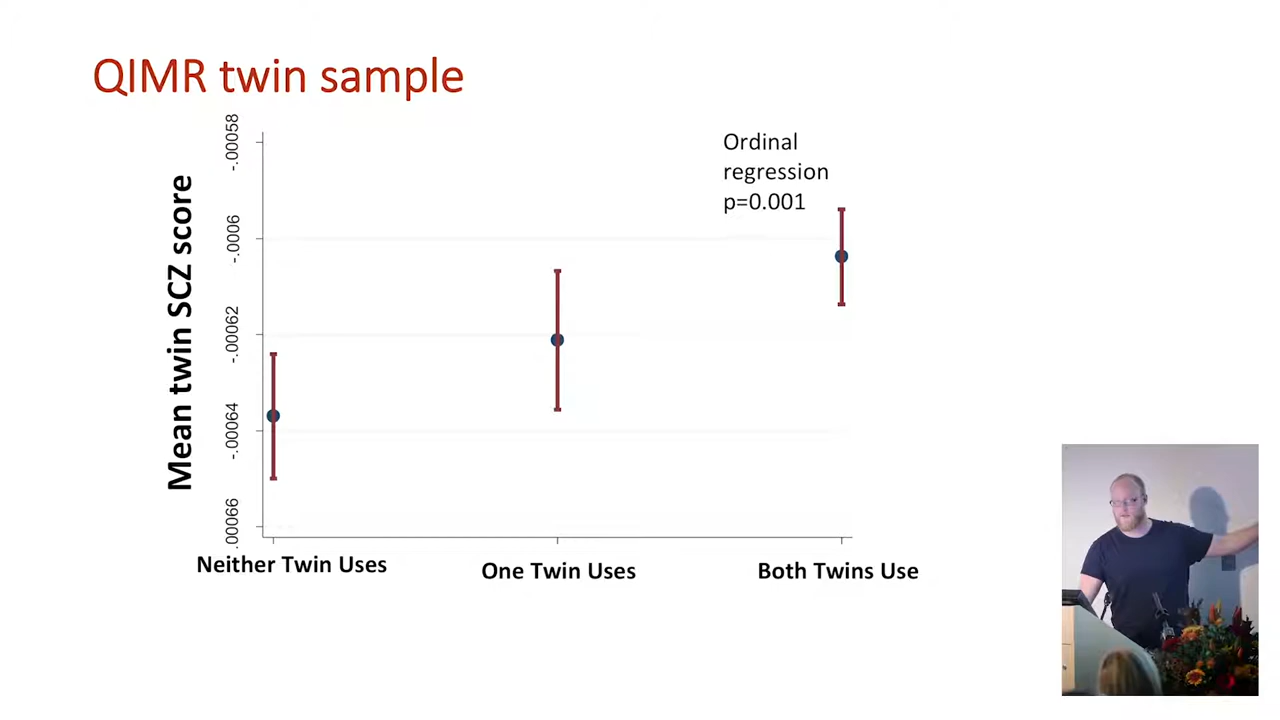 QIMR twin sample
Ordinal
regression
p=0.001
Mean twin SCZ score
-.00058
-.0006
-.00062
-.00064
.00066
Neither Twin Uses
One Twin Uses
Both Twins Use